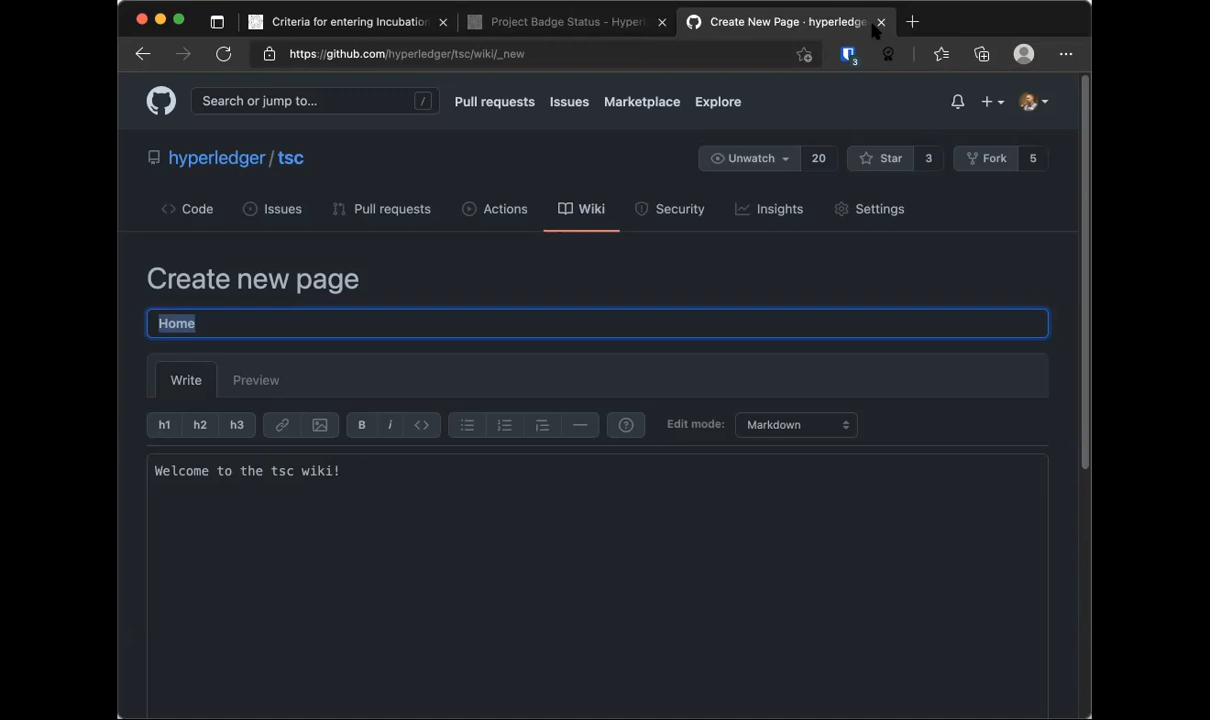 Criteria for entering Incubation
Project Badge Status - Hyperl
Create New Page · hyperledge
https://github.com/hyperledger/tsc/wiki/_new
3
Search or jump to...
/
Pull requests
Issues
Marketplace
Explore
hyperledger / tsc
Unwatch
20
Star
3
Fork
5
Code
Issues
Pull requests
Actions
Wiki
Security
Insights
Settings
Create new page
Home
Write
Preview
h1
h2
h3
B
i
Edit mode:
Markdown
Welcome to the tsc wiki!